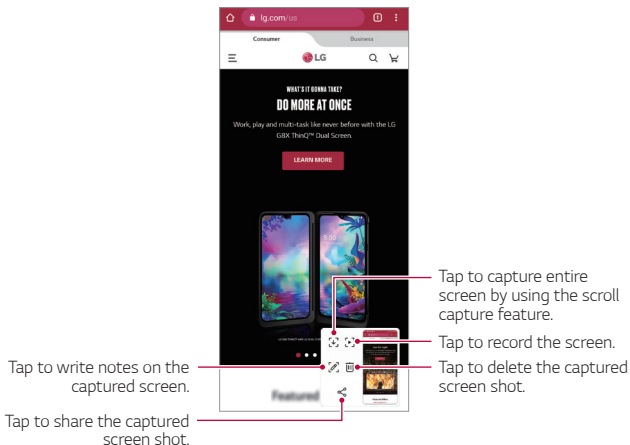 lg.com/us
1
Consumer
Business
LG
WHAT'S IT GONNA TAKE?
DO MORE AT ONCE
Work, play and multi-task like never before with the LG
G8X ThinQ™ Dual Screen.
LEARN MORE
5:00
Tap to capture entire
screen by using the scroll
capture feature.
Tap to record the screen.
Tap to write notes on the
captured screen.
Tap to delete the captured
screen shot.
Featured
Tap to share the captured
screen shot.